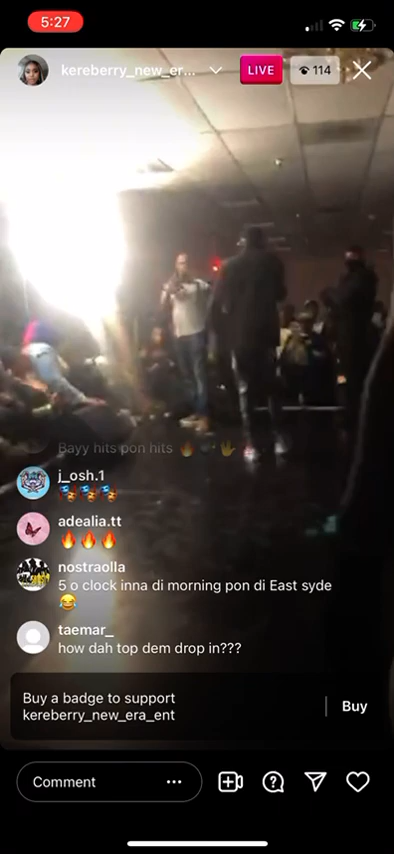 5:27
kereberry_new_er...
LIVE
114
Bayy hits pon hits 🔥 🖖
j_osh.1
adealia.tt
🔥🔥🔥
nostraolla
5 o clock inna di morning pon di East syde
😂
taemar_
how dah top dem drop in???
Buy a badge to support
kereberry_new_era_ent
Buy
Comment